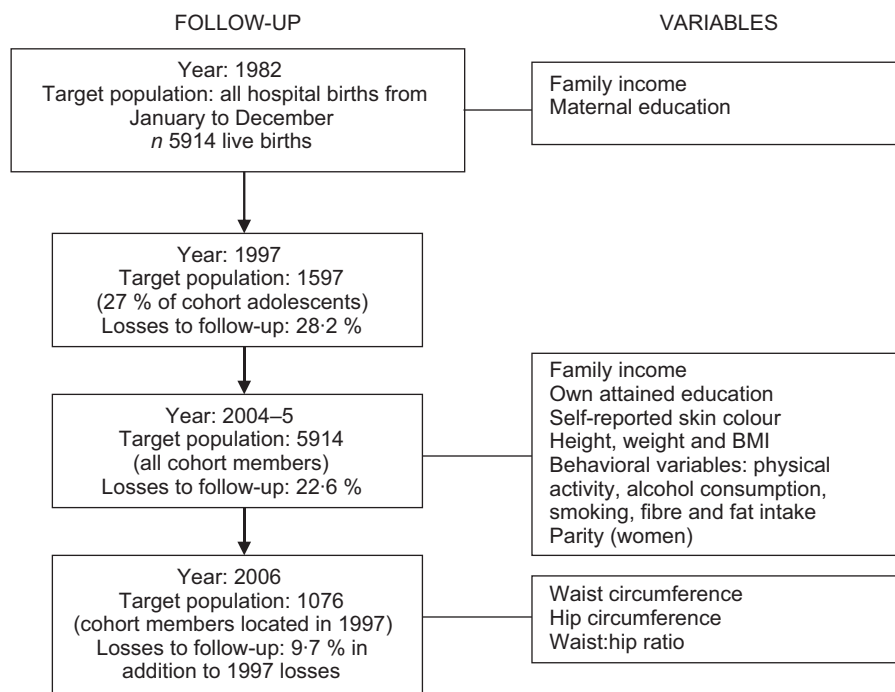 FOLLOW-UP
VARIABLES
Year: 1982
Target population: all hospital births from
January to December
n 5914 live births
Family income
Maternal education
Year: 1997
Target population: 1597
(27 % of cohort adolescents)
Losses to follow-up: 28·2 %
Year: 2004–5
Target population: 5914
(all cohort members)
Losses to follow-up: 22·6 %
Family income
Own attained education
Self-reported skin colour
Height, weight and BMI
Behavioral variables: physical
activity, alcohol consumption,
smoking, fibre and fat intake
Parity (women)
Year: 2006
Target population: 1076
(cohort members located in 1997)
Losses to follow-up: 9·7 % in
addition to 1997 losses
Waist circumference
Hip circumference
Waist:hip ratio